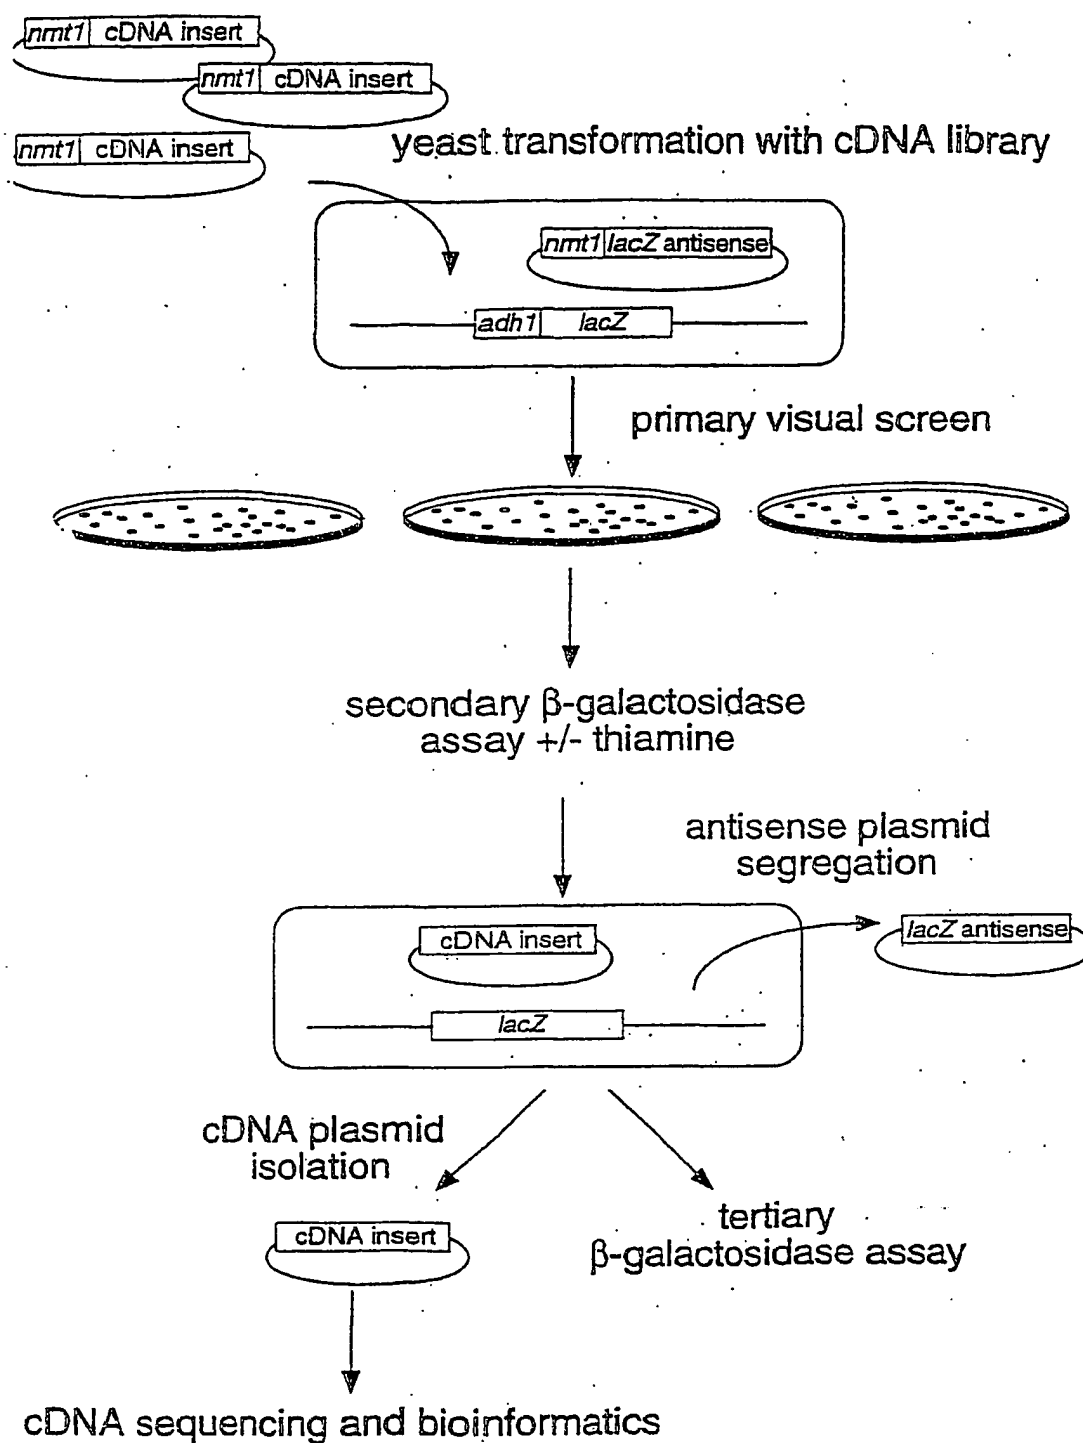 nmt1 cDNA insert
nmt1 cDNA insert
nmt1 cDNA insert
yeast transformation with cDNA library
nmt1 lacZ antisense
adh1 lacZ
primary visual screen
secondary β-galactosidase
assay +/- thiamine
antisense plasmid
segregation
cDNA insert
lacZ antisense
lacZ
cDNA plasmid
isolation
cDNA insert
tertiary
β-galactosidase assay
cDNA sequencing and bioinformatics